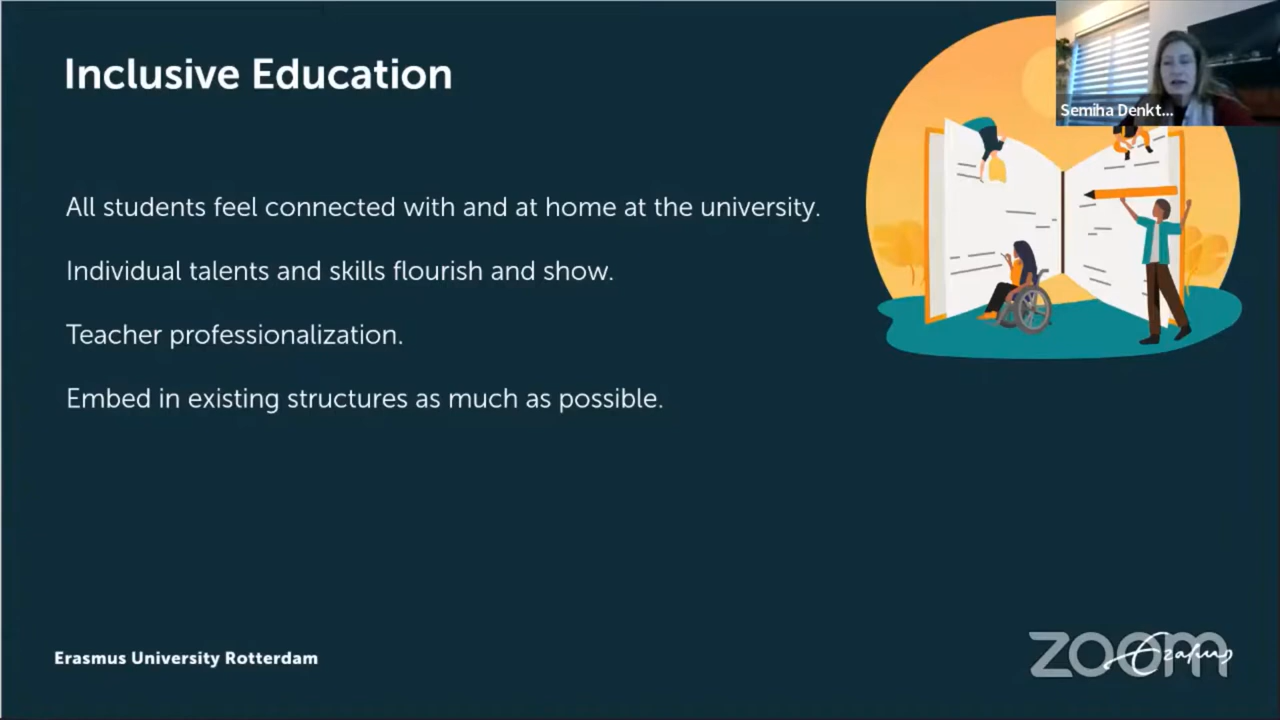 Inclusive Education
Semiha Denkt...
All students feel connected with and at home at the university.
Individual talents and skills flourish and show.
Teacher professionalization.
Embed in existing structures as much as possible.
Erasmus University Rotterdam
zoom
Erasmus